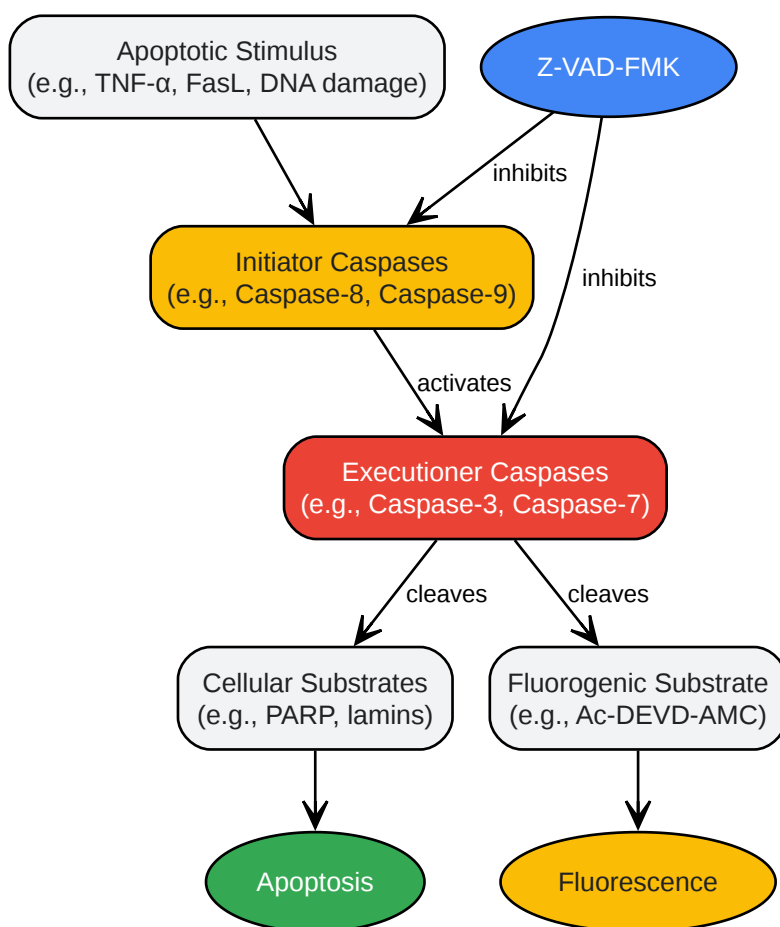 Apoptotic Stimulus
(e.g., TNF-α, FasL, DNA damage)
Z-VAD-FMK
inhibits
Initiator Caspases
(e.g., Caspase-8, Caspase-9)
inhibits
activates
Executioner Caspases
(e.g., Caspase-3, Caspase-7)
cleaves
cleaves
Cellular Substrates
(e.g., PARP, lamins)
Fluorogenic Substrate
(e.g., Ac-DEVD-AMC)
Apoptosis
Fluorescence